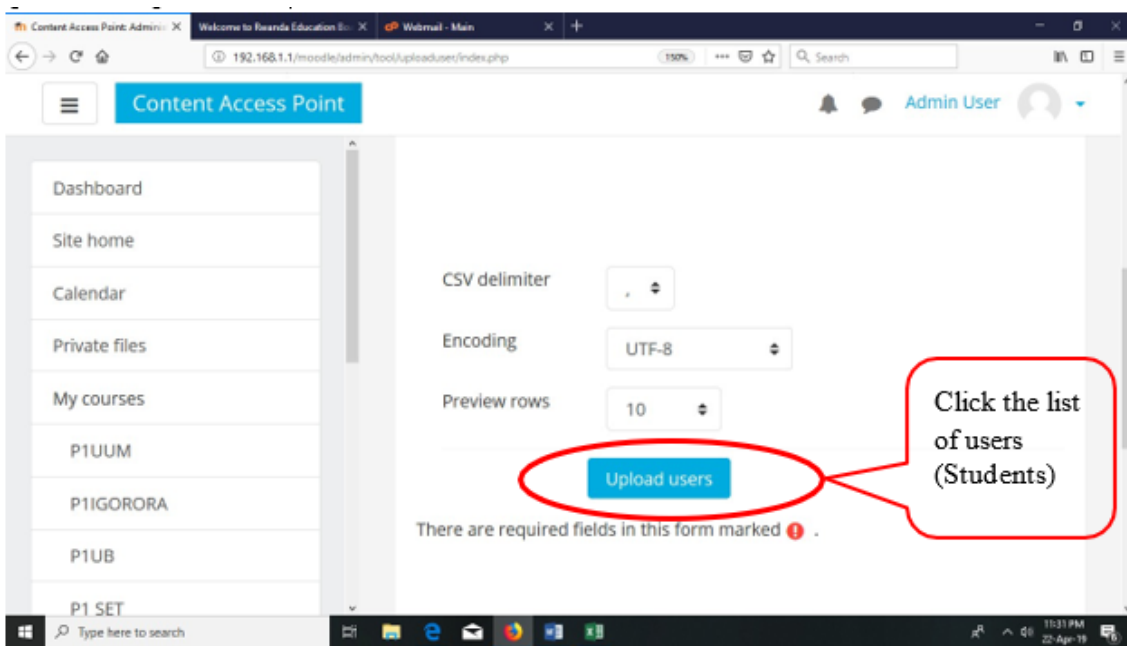 Content Access Point: Adminis
Welcome to Rwanda Education Bo
Webmail - Main
192.168.1.1/moodle/admin/tool/uploaduser/index.php
150%
Search
Content Access Point
Admin User
Dashboard
Site home
Calendar
Private files
My courses
P1UUM
P1IGORORA
P1UB
P1 SET
CSV delimiter
,
Encoding
UTF-8
Preview rows
10
Upload users
There are required fields in this form marked .
Click the list
of users
(Students)
Type here to search
11:31 PM
22-Apr-19